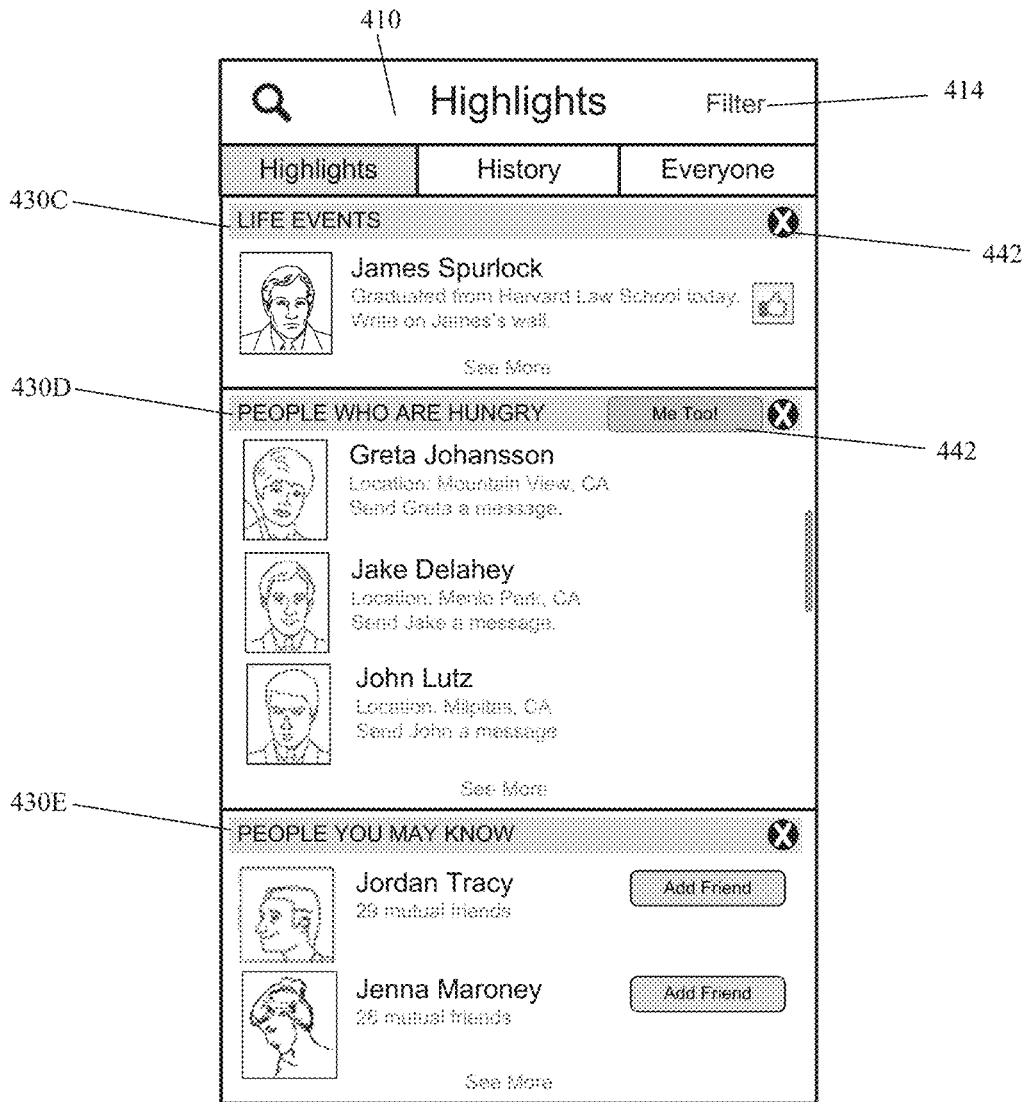 410
Highlights
Filter
414
Highlights
History
Everyone
430C
LIFE EVENTS
442
James Spurlock
Graduated from Harvard Law School today.
Write on James's wall.
See More
430D
PEOPLE WHO ARE HUNGRY
Me Too!
442
Greta Johansson
Location: Mountain View, CA
Send Greta a message.
Jake Delahey
Location: Menlo Park, CA
Send Jake a message.
John Lutz
Location: Milpitas, CA
Send John a message
See More
430E
PEOPLE YOU MAY KNOW
Jordan Tracy
Add Friend
29 mutual friends
Jenna Maroney
Add Friend
26 mutual friends
See More